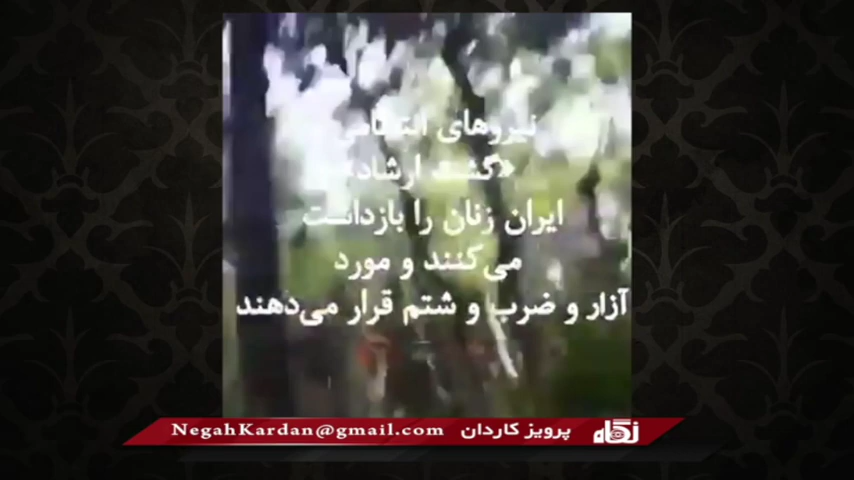 نیروهای انتظامی
«گشت ارشاد»
ایران زنان را بازداشت
می‌کنند و مورد
آزار و ضرب و شتم قرار می‌دهند
نگاه پرویز کاردان NegahKardan@gmail.com